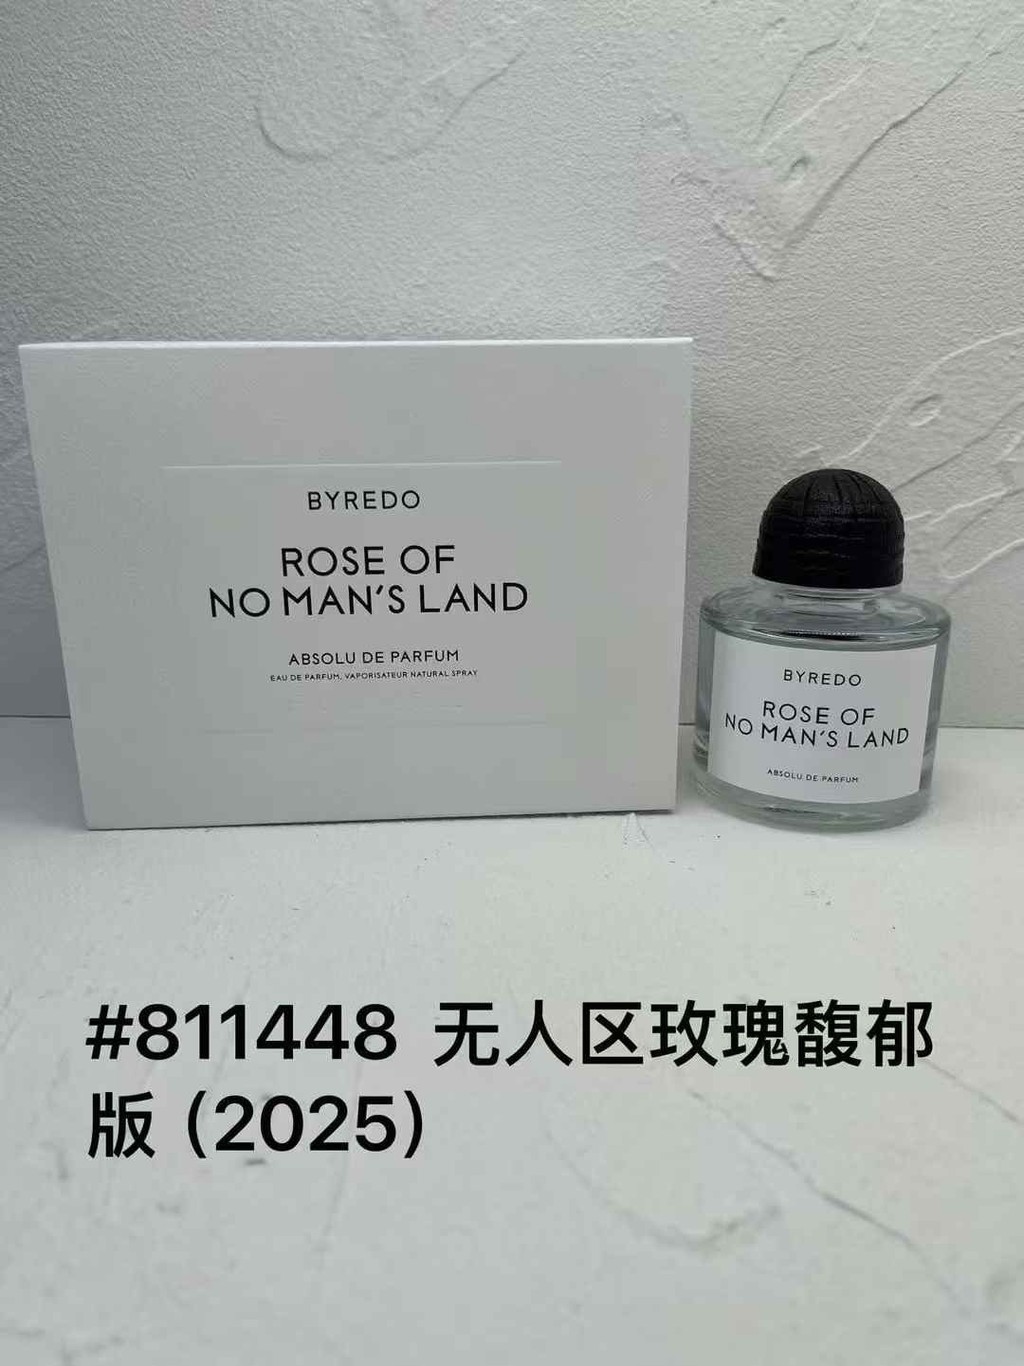 BYREDO
ROSE OF
NO MAN'S LAND
ABSOLU DE PARFUM
EAU DE PARFUM, VAPORISATEUR NATURAL SPRAY
BYREDO
ROSE OF
NO MAN'S LAND
ABSOLU DE PARFUM
#811448 无人区玫瑰馥郁
版 (2025)